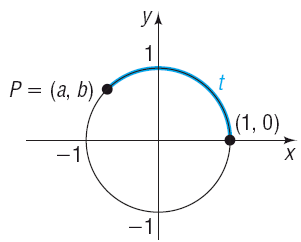 y
1
P = (a, b)
t
(1, 0)
−1
x
−1